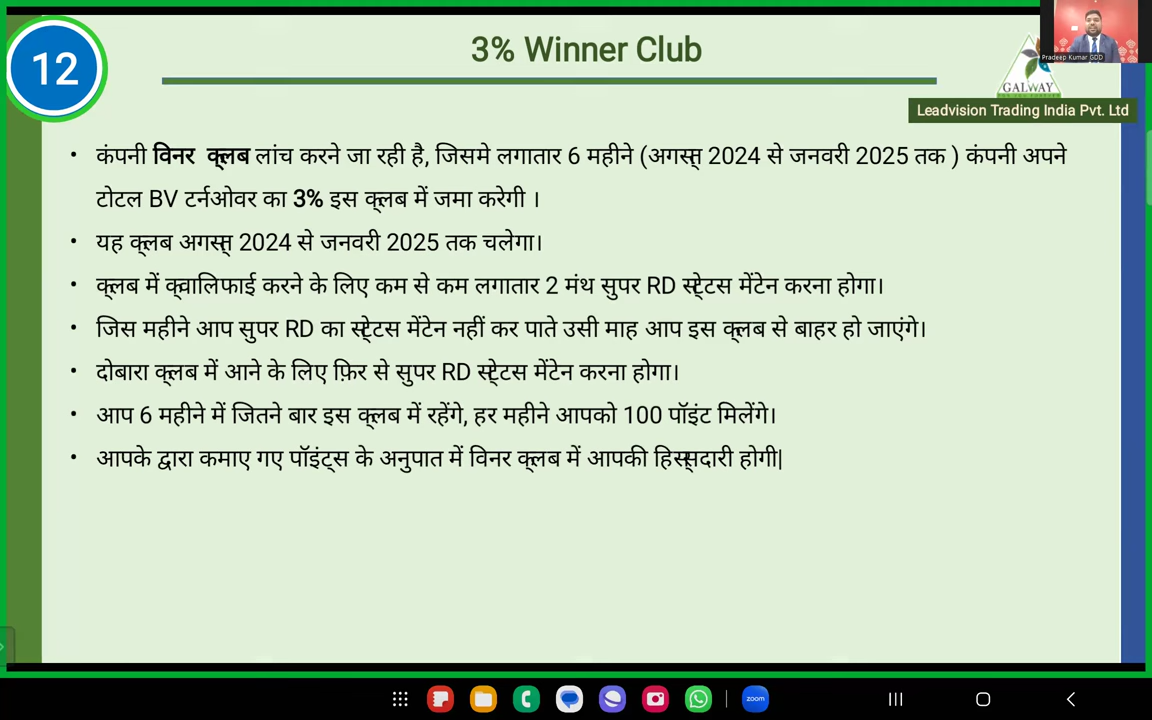 12
3% Winner Club
Pradeep Kumar GDD
GALWAY
Leadvision Trading India Pvt. Ltd
• कंपनी विनर क्लब लांच करने जा रही है, जिसमे लगातार 6 महीने (अगस्त 2024 से जनवरी 2025 तक ) कंपनी अपने
टोटल BV टर्नओवर का 3% इस क्लब में जमा करेगी ।
• यह क्लब अगस्त 2024 से जनवरी 2025 तक चलेगा।
• क्लब में क्वालिफाई करने के लिए कम से कम लगातार 2 मंथ सुपर RD स्टेटस मेंटेन करना होगा।
• जिस महीने आप सुपर RD का स्टेटस मेंटेन नहीं कर पाते उसी माह आप इस क्लब से बाहर हो जाएंगे।
• दोबारा क्लब में आने के लिए फ़िर से सुपर RD स्टेटस मेंटेन करना होगा।
• आप 6 महीने में जितने बार इस क्लब में रहेंगे, हर महीने आपको 100 पॉइंट मिलेंगे।
• आपके द्वारा कमाए गए पॉइंट्स के अनुपात में विनर क्लब में आपकी हिस्सदारी होगी|
zoom